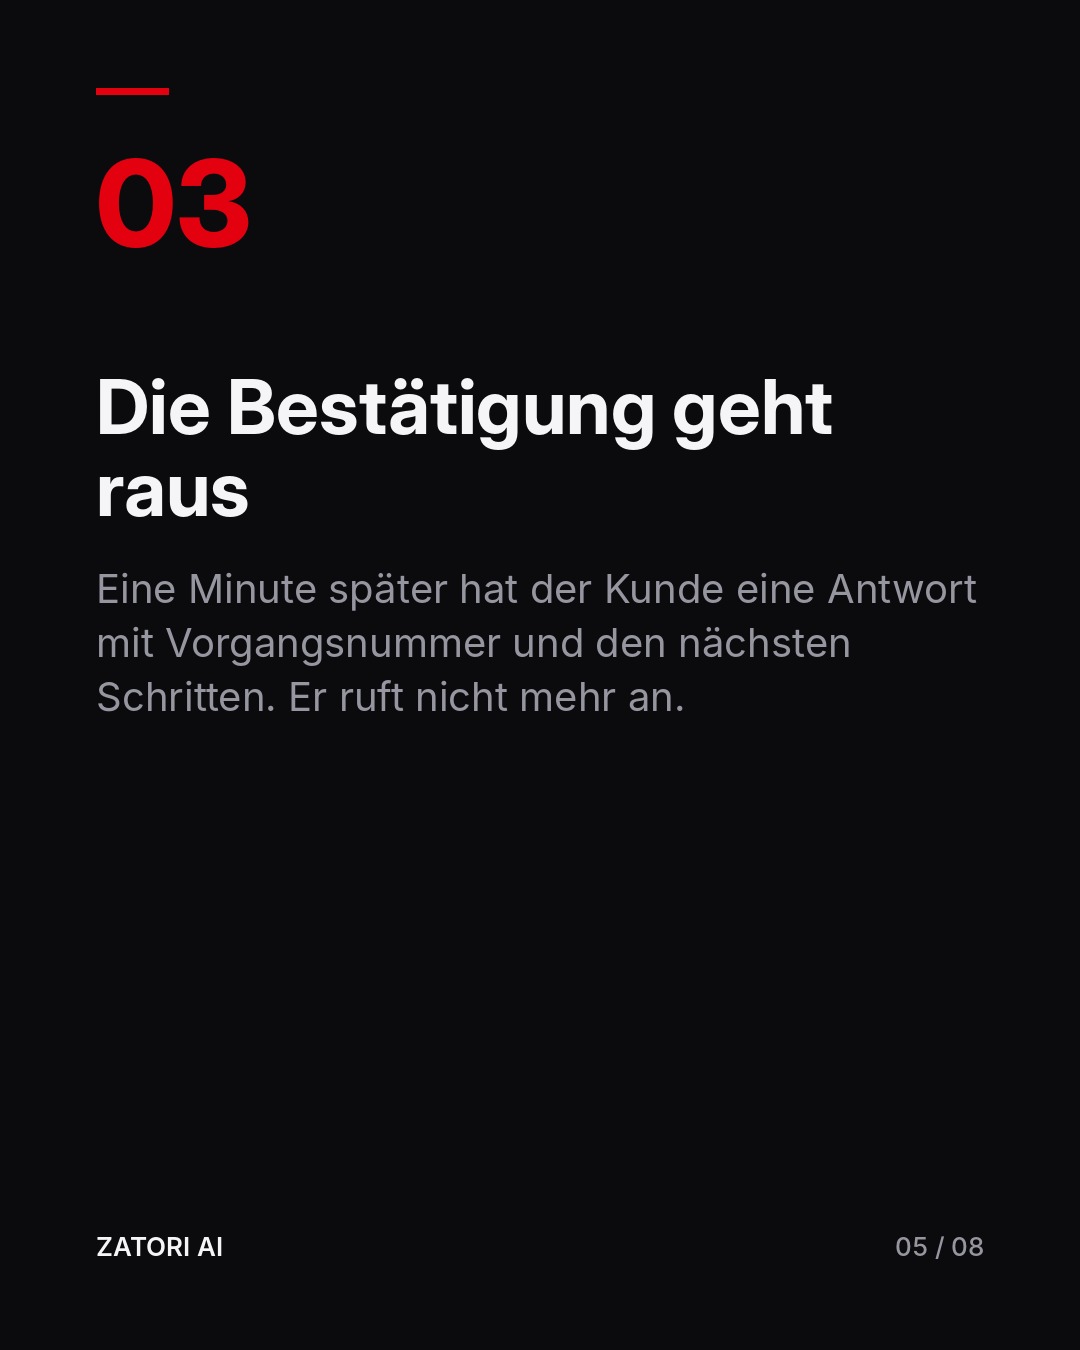 03
Die Bestätigung geht
raus
Eine Minute später hat der Kunde eine Antwort
mit Vorgangsnummer und den nächsten
Schritten. Er ruft nicht mehr an.
ZATORI AI
05 / 08